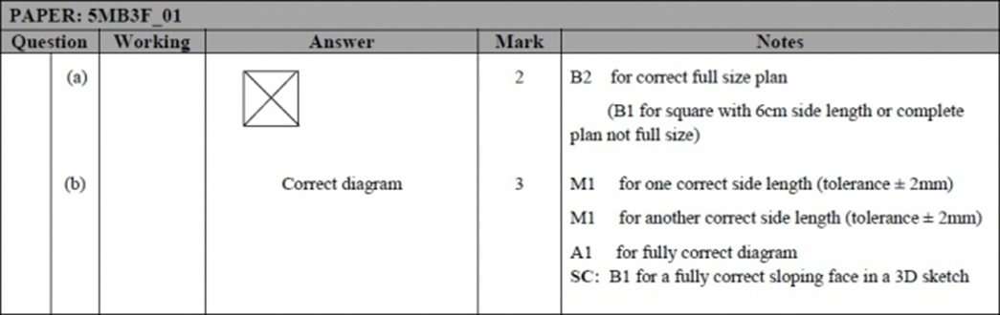 PAPER: 5MB3F_01
Question Working Answer Mark Notes
(a) 2 B2 for correct full size plan
(B1 for square with 6cm side length or complete
plan not full size)
(b) Correct diagram 3 M1 for one correct side length (tolerance ± 2mm)
M1 for another correct side length (tolerance ± 2mm)
A1 for fully correct diagram
SC: B1 for a fully correct sloping face in a 3D sketch